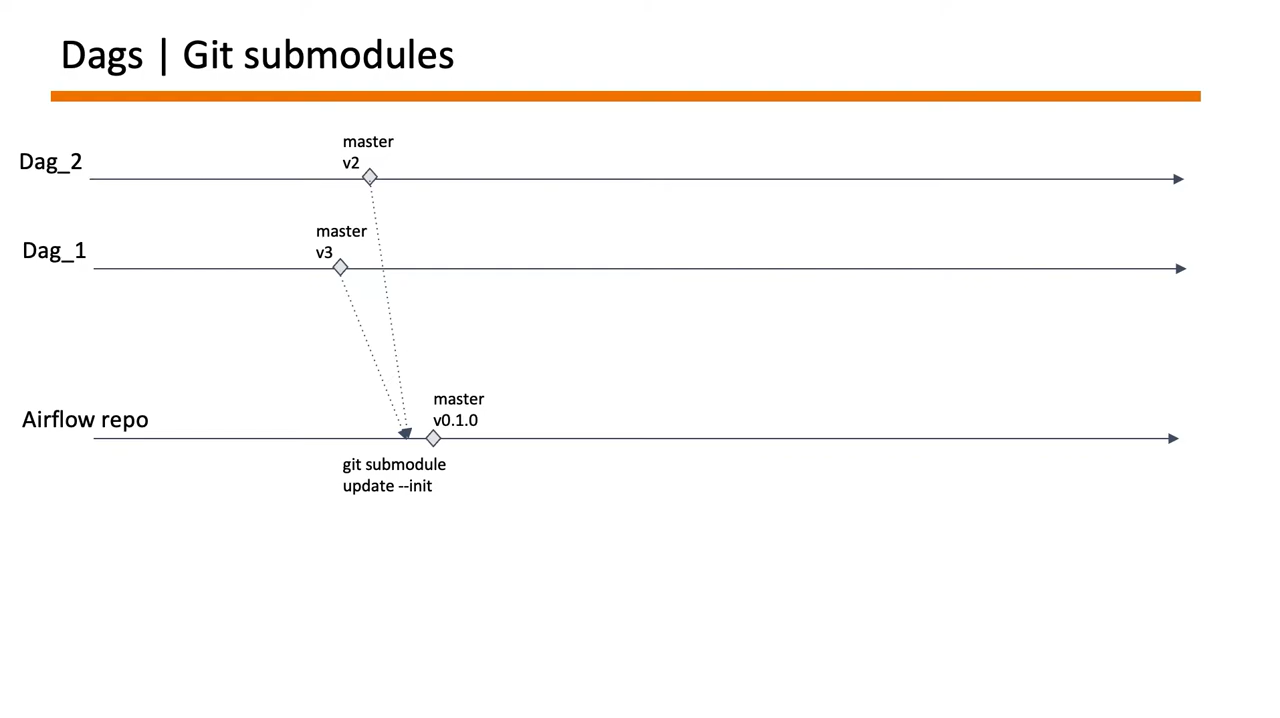 Dags | Git submodules
master
v2
Dag_2
master
v3
Dag_1
master
v0.1.0
Airflow repo
git submodule
update --init